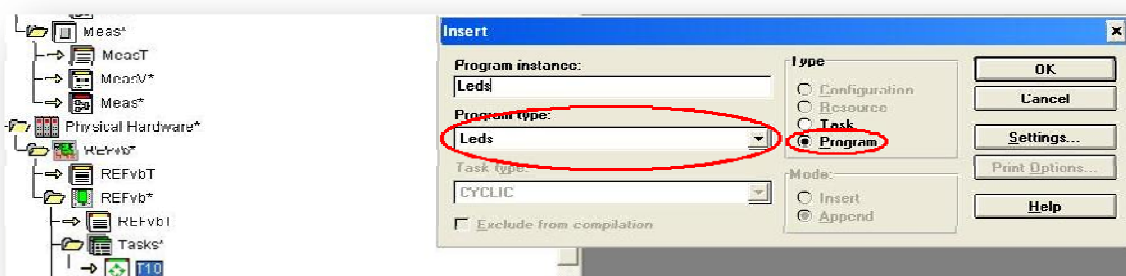 Meas*
MeasT
MeasV*
Meas*
Physical Hardware*
REFvb*
REFvbT
REFvb*
REFvbT
Tasks*
T10
Insert
Program instance:
Leds
Program type:
Leds
Task type:
CYCLIC
Exclude from compilation
Type
Configuration
Resource
Task
Program
Mode:
Insert
Append
OK
Cancel
Settings...
Print Options...
Help